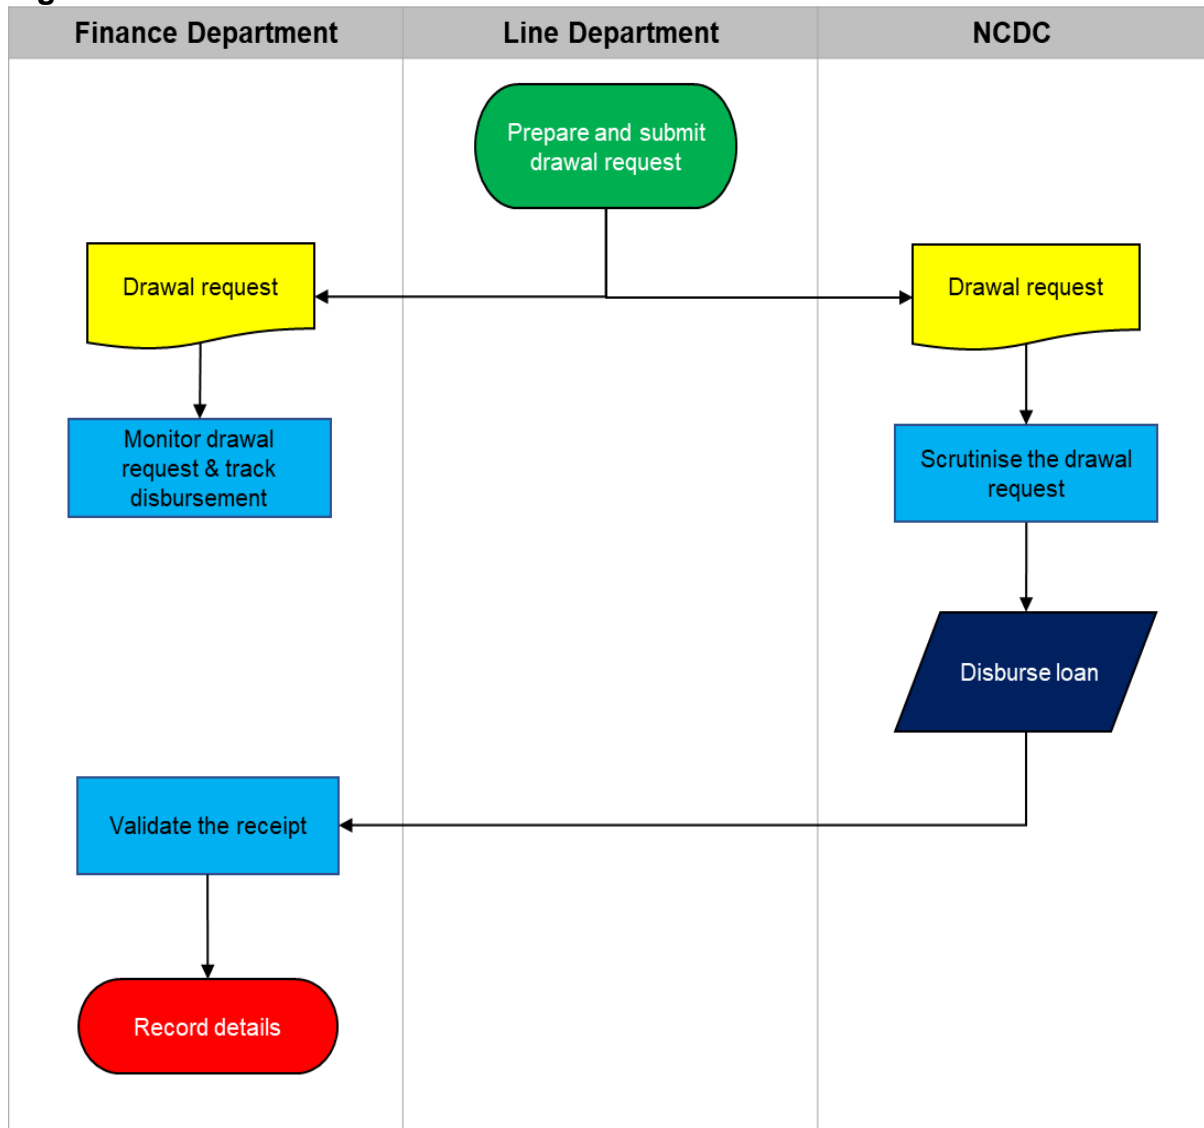 Finance Department
Line Department
NCDC
Prepare and submit
drawal request
Drawal request
Drawal request
Monitor drawal
request & track
disbursement
Scrutinise the drawal
request
Disburse loan
Validate the receipt
Record details